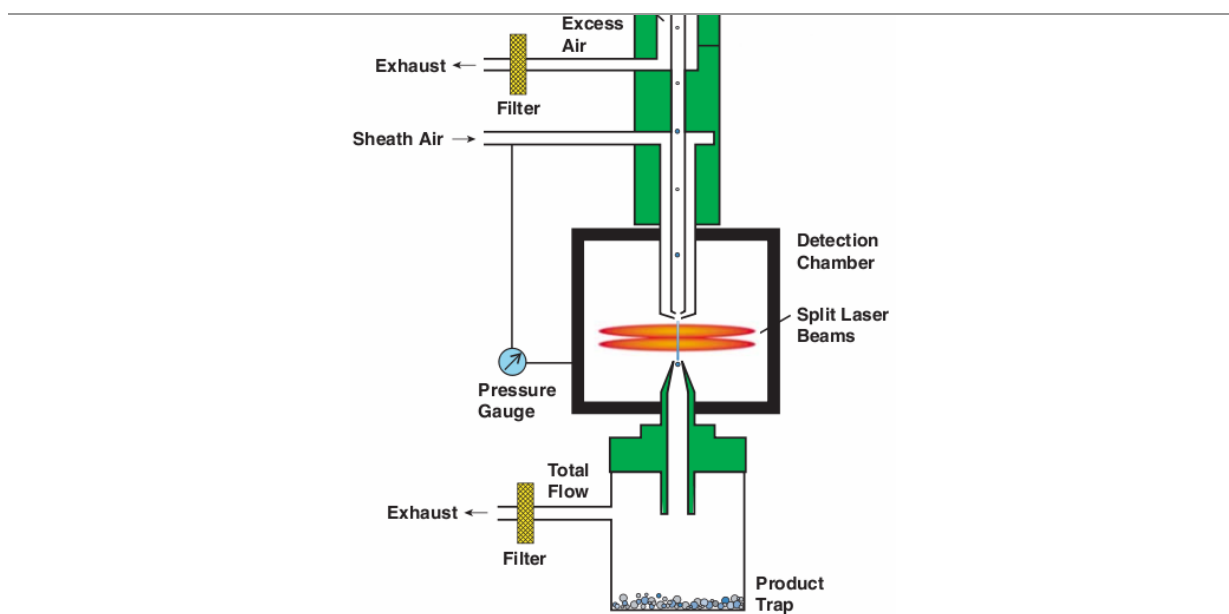 Excess
Air
Exhaust
Filter
Sheath Air
Detection
Chamber
Split Laser
Beams
Pressure
Gauge
Total
Flow
Exhaust
Filter
Product
Trap